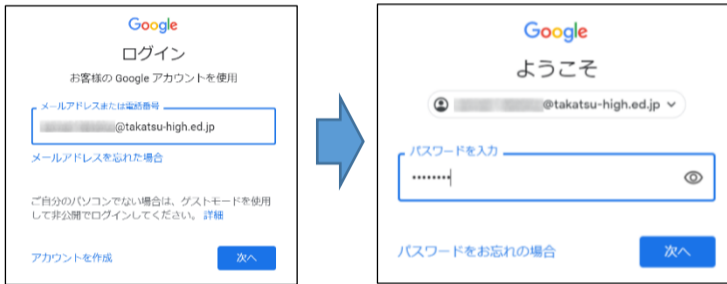 Google
ログイン
お客様の Google アカウントを使用
メールアドレスまたは電話番号
@takatsu-high.ed.jp
メールアドレスを忘れた場合
ご自分のパソコンでない場合は、ゲストモードを使用
して非公開でログインしてください。 詳細
アカウントを作成
次へ
Google
ようこそ
@takatsu-high.ed.jp
パスワードを入力
••••••••
パスワードをお忘れの場合
次へ